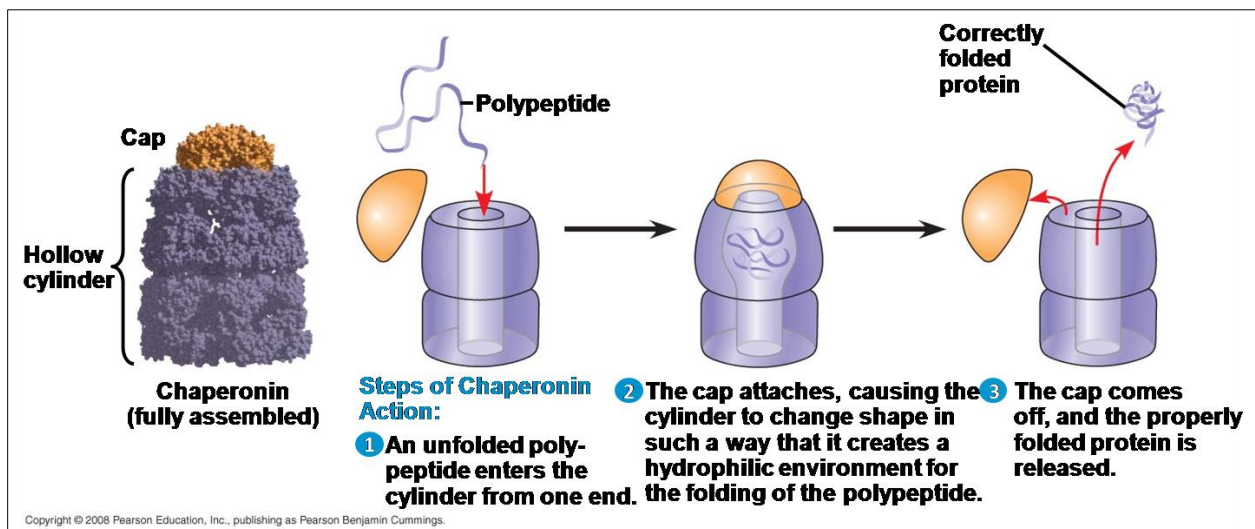 Correctly
folded
protein
Polypeptide
Cap
Hollow
cylinder
Chaperonin
(fully assembled)
Steps of Chaperonin
Action:
1 An unfolded poly-
peptide enters the
cylinder from one end.
2 The cap attaches, causing the
cylinder to change shape in
such a way that it creates a
hydrophilic environment for
the folding of the polypeptide.
3 The cap comes
off, and the properly
folded protein is
released.
Copyright © 2008 Pearson Education, Inc., publishing as Pearson Benjamin Cummings.